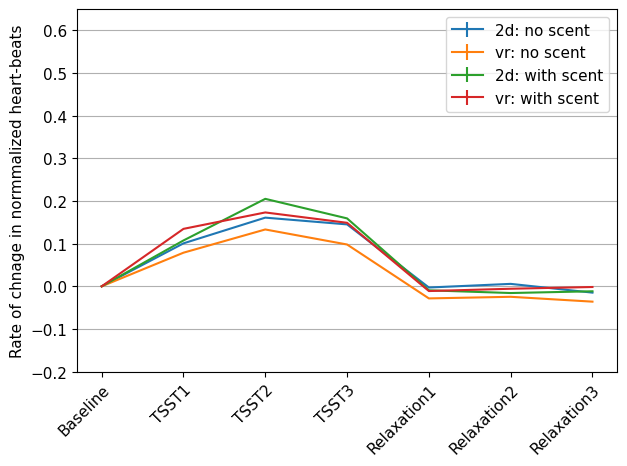 Rate of chnage in normmalized heart-beats
0.6
0.5
0.4
0.3
0.2
0.1
0.0
−0.1
−0.2
2d: no scent
vr: no scent
2d: with scent
vr: with scent
Baseline
TSST1
TSST2
TSST3
Relaxation1
Relaxation2
Relaxation3